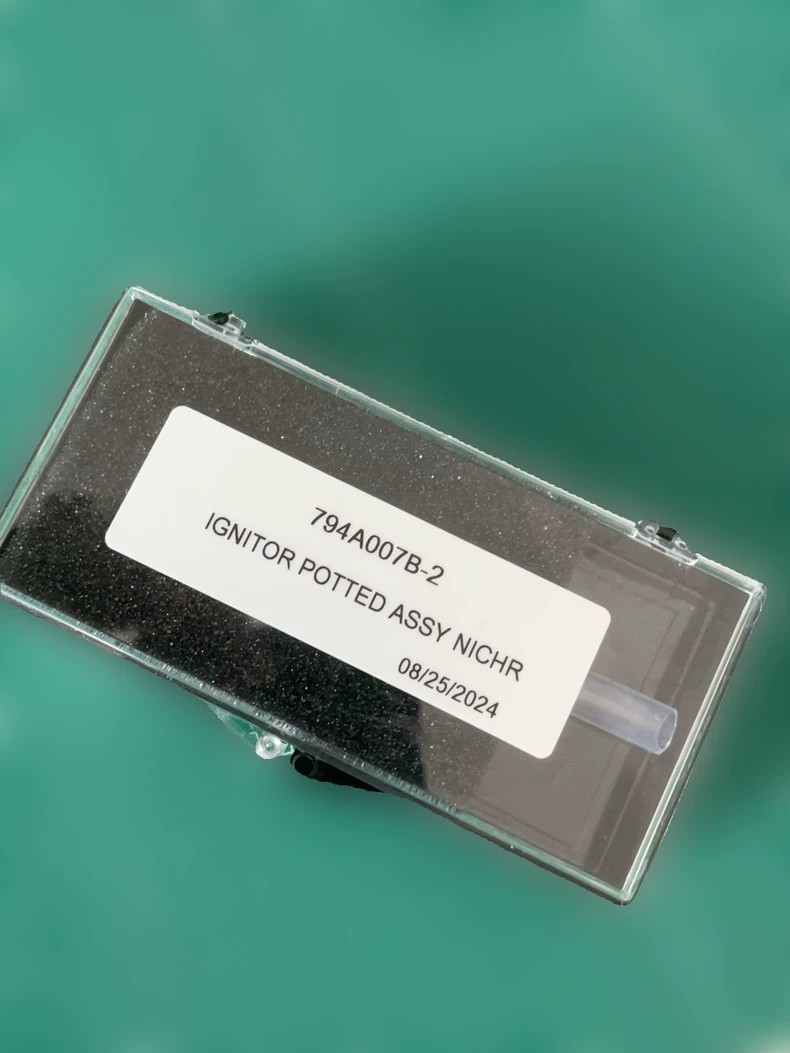 794A007B-2
IGNITOR POTTED ASSY NICHR
08/25/2024